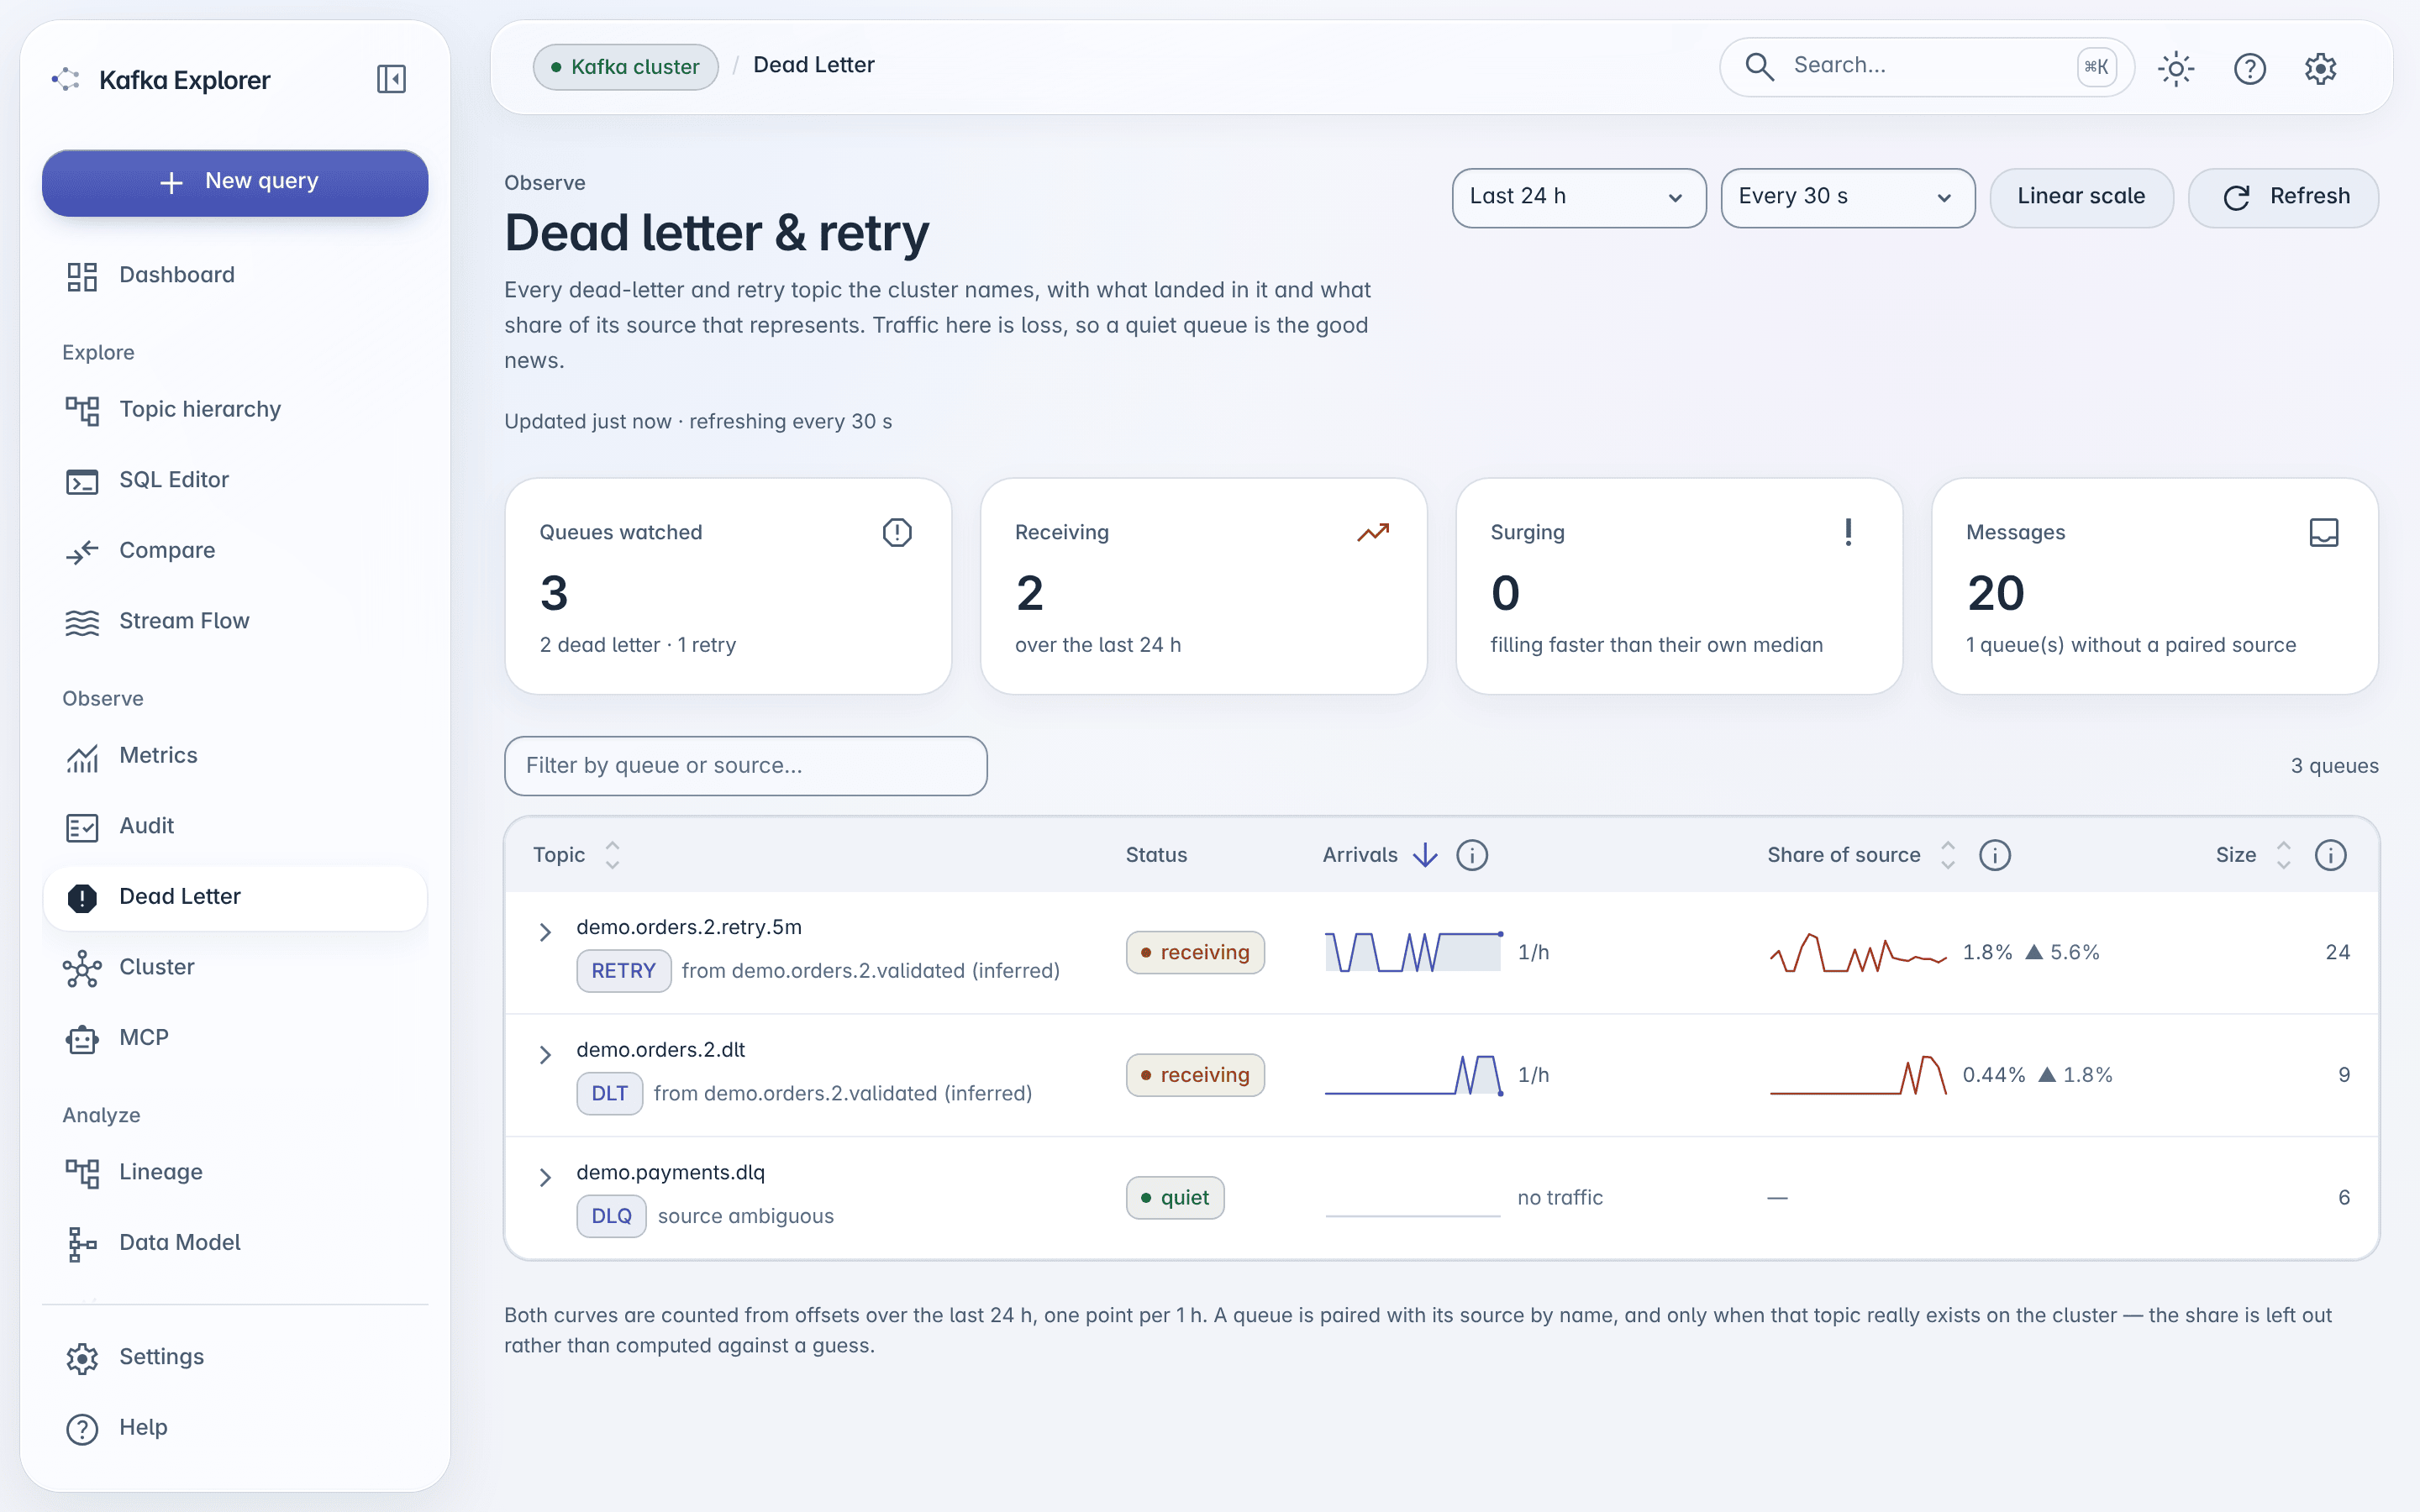 Kafka Explorer
New query
Dashboard
Explore
Topic hierarchy
SQL Editor
Compare
Stream Flow
Observe
Metrics
Audit
Dead Letter
Cluster
MCP
Analyze
Lineage
Data Model
Settings
Help
Kafka cluster / Dead Letter
Search... ⌘K
Observe
Dead letter & retry
Every dead-letter and retry topic the cluster names, with what landed in it and what
share of its source that represents. Traffic here is loss, so a quiet queue is the good
news.
Updated just now · refreshing every 30 s
Last 24 h
Every 30 s
Linear scale
Refresh
Queues watched
3
2 dead letter · 1 retry
Receiving
2
over the last 24 h
Surging
0
filling faster than their own median
Messages
20
1 queue(s) without a paired source
Filter by queue or source...
3 queues
Topic Status Arrivals Share of source Size
demo.orders.2.retry.5m
RETRY from demo.orders.2.validated (inferred)
receiving
1/h
1.8% ▲ 5.6%
24
demo.orders.2.dlt
DLT from demo.orders.2.validated (inferred)
receiving
1/h
0.44% ▲ 1.8%
9
demo.payments.dlq
DLQ source ambiguous
quiet
no traffic
—
6
Both curves are counted from offsets over the last 24 h, one point per 1 h. A queue is paired with its source by name, and only when that topic really exists on the cluster — the share is left out
rather than computed against a guess.